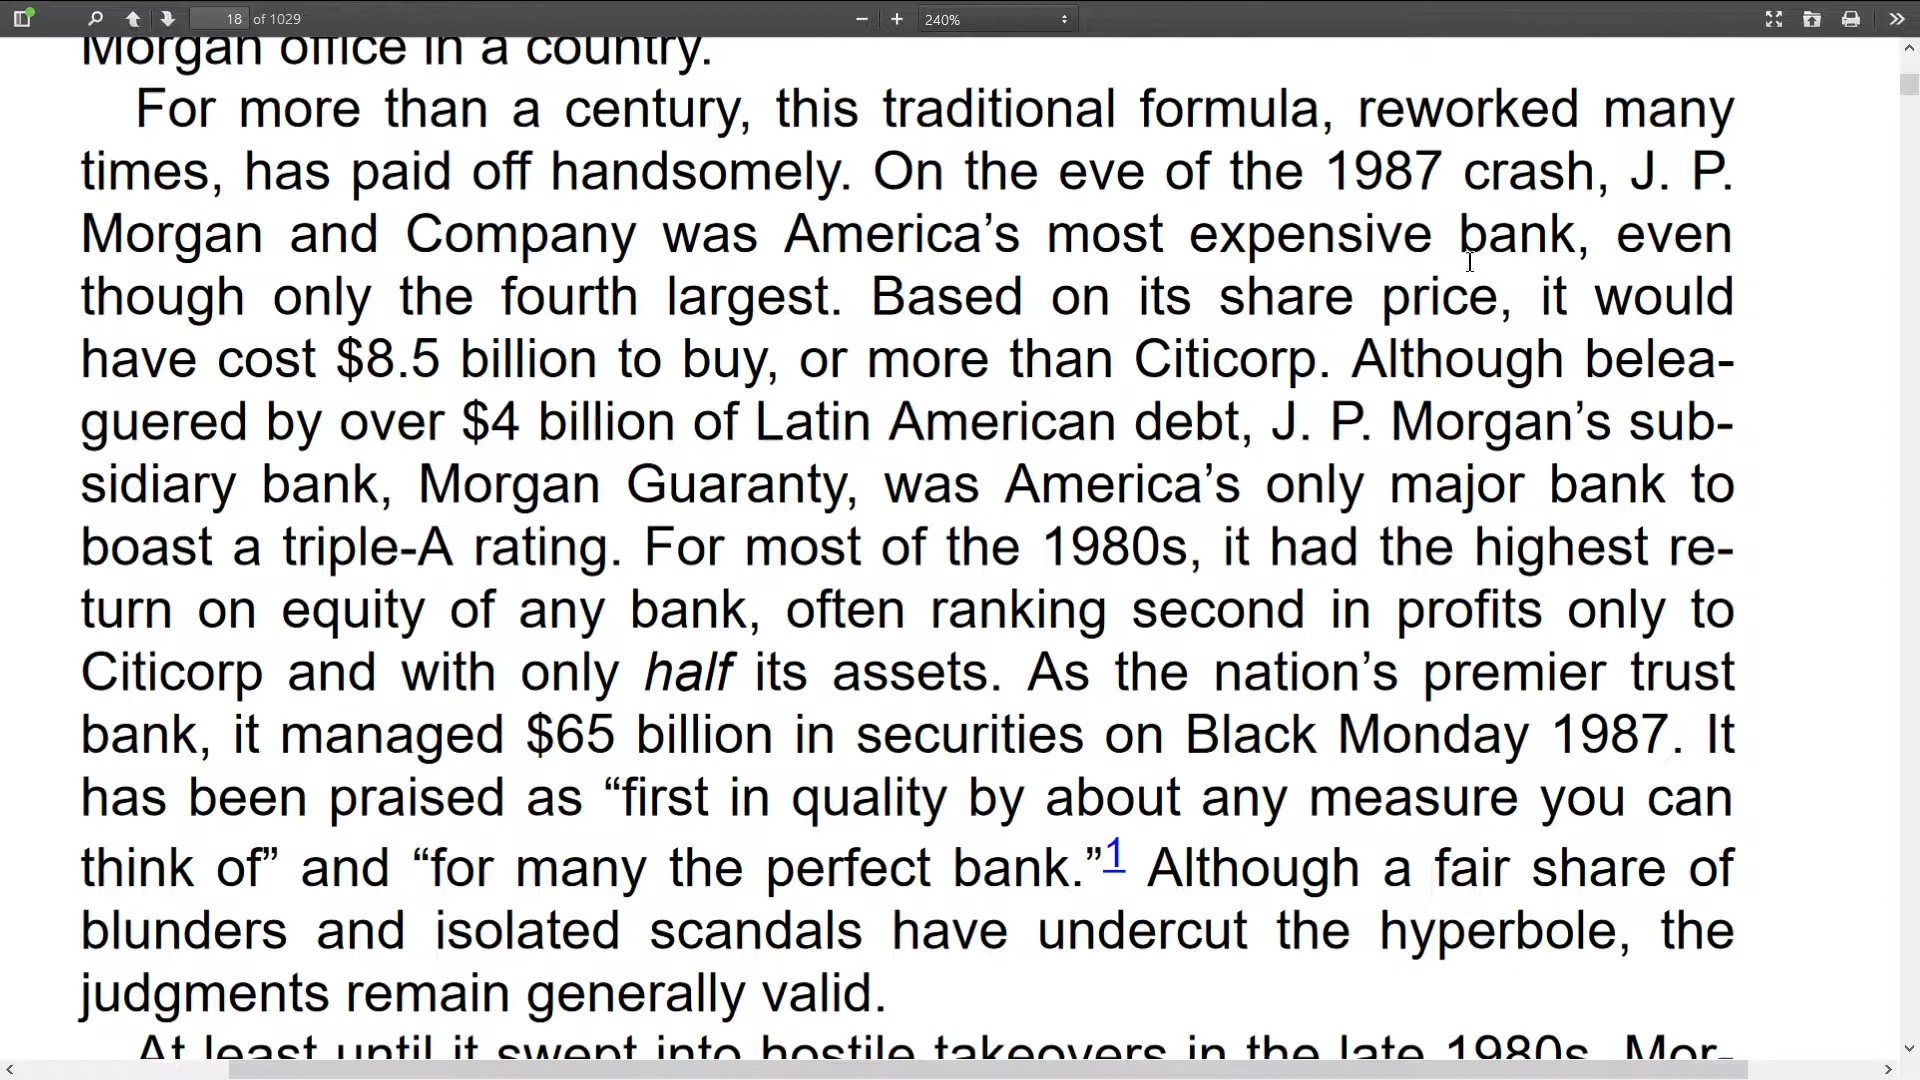 18 of 1029
240%
Morgan office in a country.
For more than a century, this traditional formula, reworked many
times, has paid off handsomely. On the eve of the 1987 crash, J. P.
Morgan and Company was America’s most expensive bank, even
though only the fourth largest. Based on its share price, it would
have cost $8.5 billion to buy, or more than Citicorp. Although belea-
guered by over $4 billion of Latin American debt, J. P. Morgan’s sub-
sidiary bank, Morgan Guaranty, was America’s only major bank to
boast a triple-A rating. For most of the 1980s, it had the highest re-
turn on equity of any bank, often ranking second in profits only to
Citicorp and with only half its assets. As the nation’s premier trust
bank, it managed $65 billion in securities on Black Monday 1987. It
has been praised as “first in quality by about any measure you can
think of” and “for many the perfect bank.”1 Although a fair share of
blunders and isolated scandals have undercut the hyperbole, the
judgments remain generally valid.
At least until it swept into hostile takeovers in the late 1980s, Mor-